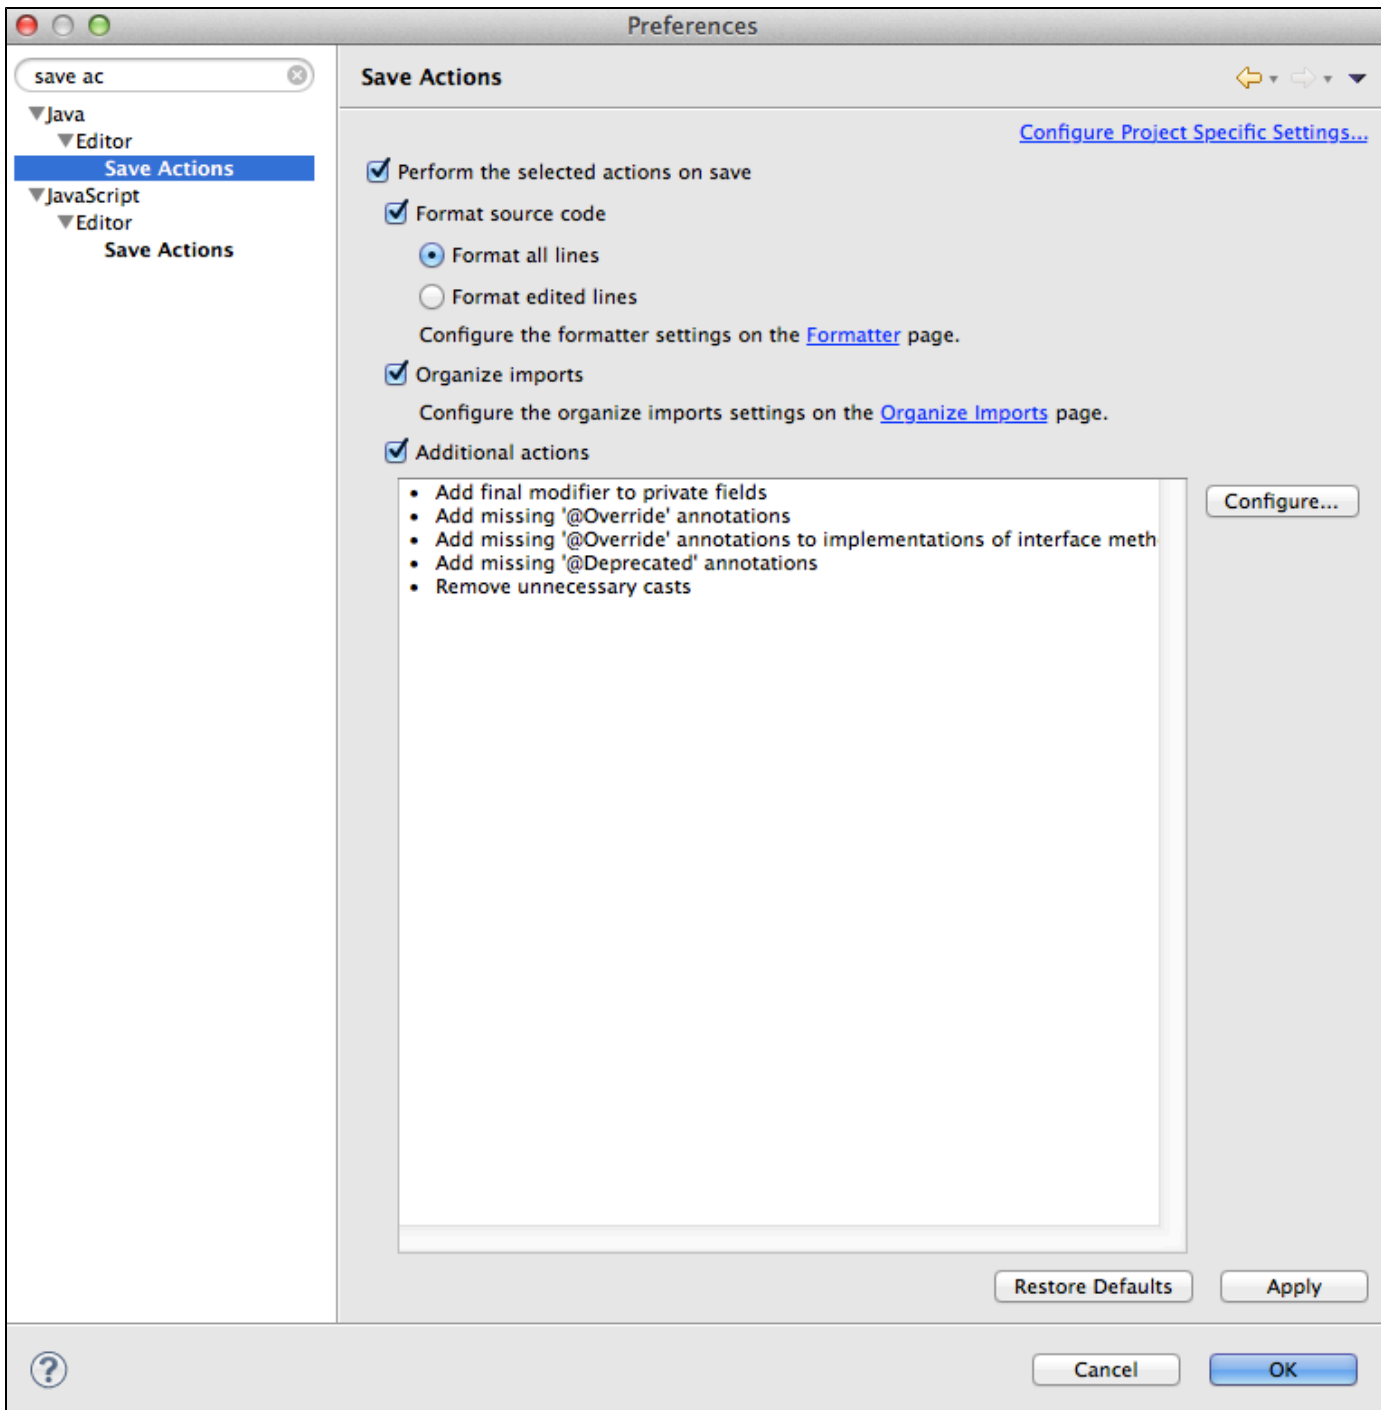 Preferences
save ac
Java
Editor
Save Actions
JavaScript
Editor
Save Actions
Save Actions
Configure Project Specific Settings...
Perform the selected actions on save
Format source code
Format all lines
Format edited lines
Configure the formatter settings on the Formatter page.
Organize imports
Configure the organize imports settings on the Organize Imports page.
Additional actions
• Add final modifier to private fields
• Add missing '@Override' annotations
• Add missing '@Override' annotations to implementations of interface meth
• Add missing '@Deprecated' annotations
• Remove unnecessary casts
Configure...
Restore Defaults
Apply
?
Cancel
OK